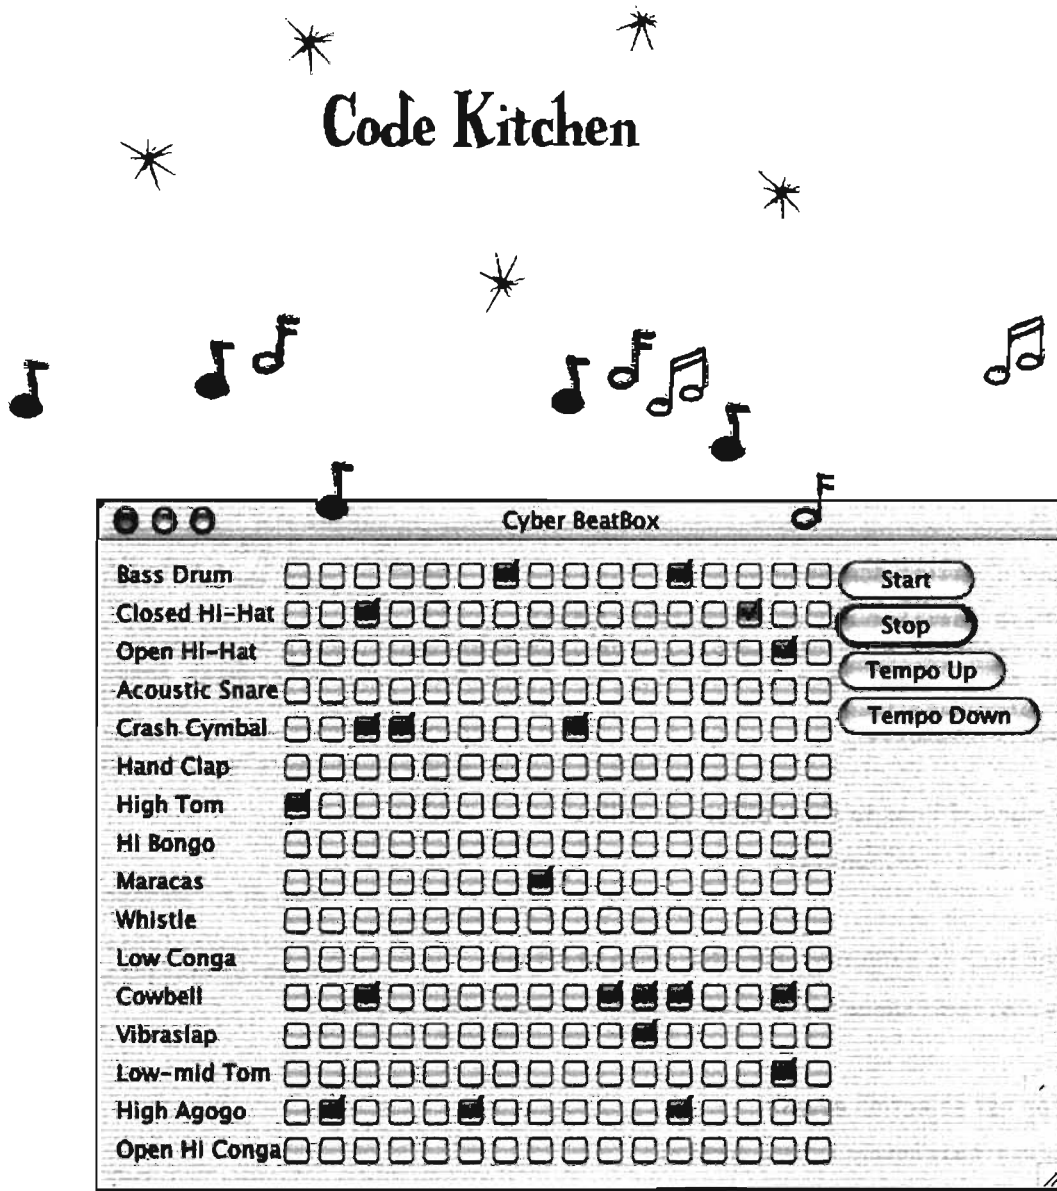 Code Kitchen
Cyber BeatBox
Bass Drum
Closed Hi-Hat
Open Hi-Hat
Acoustic Snare
Crash Cymbal
Hand Clap
High Tom
Hi Bongo
Maracas
Whistle
Low Conga
Cowbell
Vibraslap
Low-mid Tom
High Agogo
Open Hi Conga
Start
Stop
Tempo Up
Tempo Down